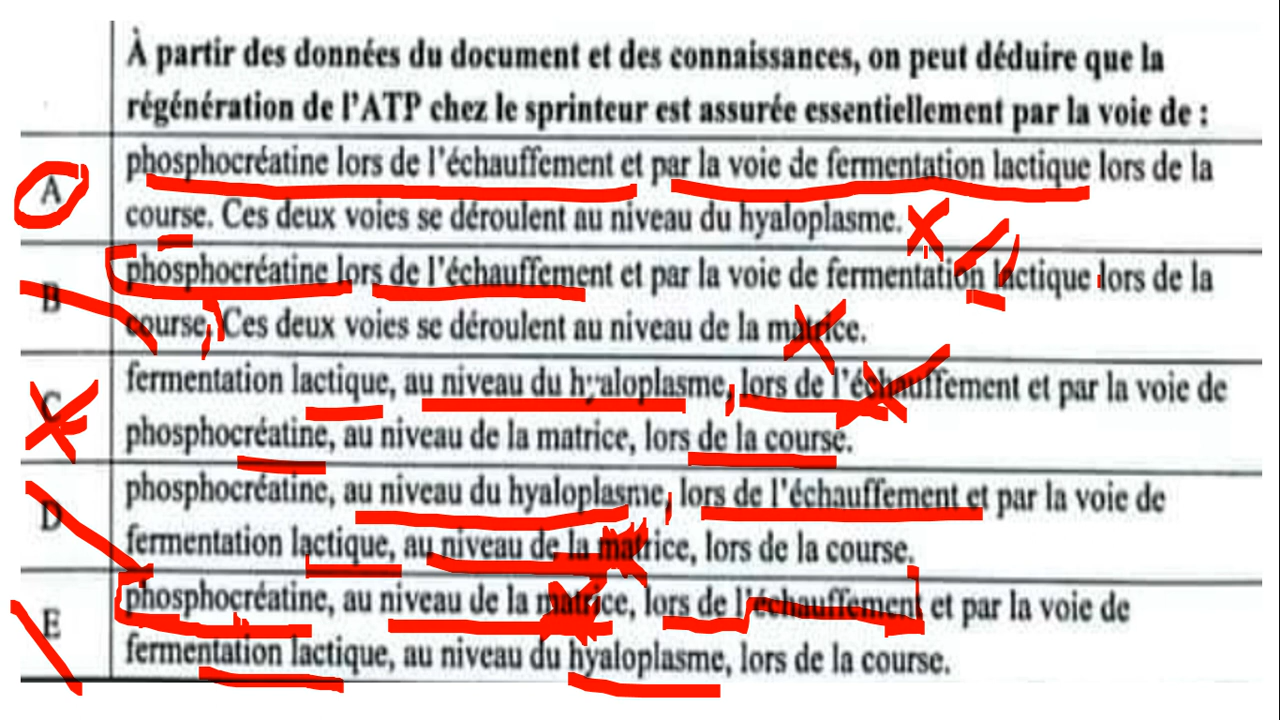 À partir des données du document et des connaissances, on peut déduire que la
régénération de l'ATP chez le sprinteur est assurée essentiellement par la voie de :
A
phosphocréatine lors de l'échauffement et par la voie de fermentation lactique lors de la
course. Ces deux voies se déroulent au niveau du hyaloplasme.
B
phosphocréatine lors de l'échauffement et par la voie de fermentation lactique lors de la
course. Ces deux voies se déroulent au niveau de la matrice.
C
fermentation lactique, au niveau du hyaloplasme, lors de l'échauffement et par la voie de
phosphocréatine, au niveau de la matrice, lors de la course.
D
phosphocréatine, au niveau du hyaloplasme, lors de l'échauffement et par la voie de
fermentation lactique, au niveau de la matrice, lors de la course.
E
phosphocréatine, au niveau de la matrice, lors de l'échauffement et par la voie de
fermentation lactique, au niveau du hyaloplasme, lors de la course.